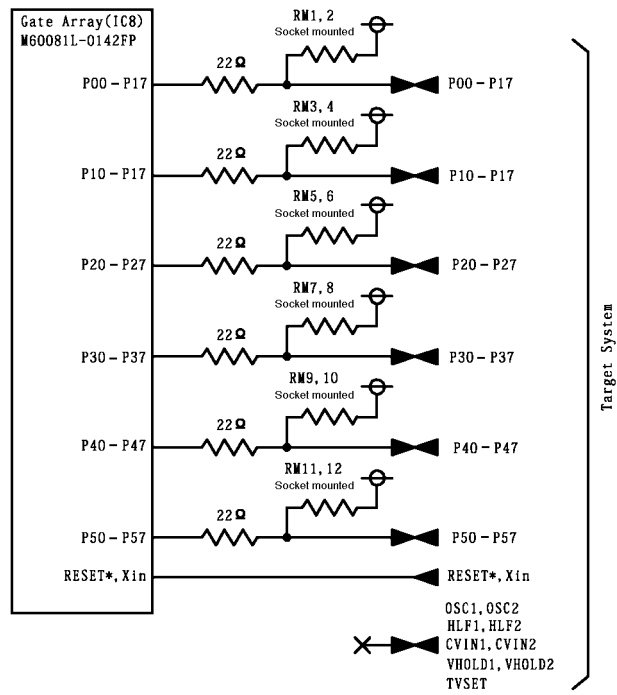 Gate Array(IC8)
M60081L-0142FP
RM1, 2
Socket mounted
22Ω
P00-P17
P00-P17
RM3, 4
Socket mounted
22Ω
P10-P17
P10-P17
RM5, 6
Socket mounted
22Ω
P20-P27
P20-P27
RM7, 8
Socket mounted
22Ω
P30-P37
P30-P37
RM9, 10
Socket mounted
22Ω
P40-P47
P40-P47
RM11, 12
Socket mounted
22Ω
P50-P57
P50-P57
RESET*, Xin
RESET*, Xin
OSC1, OSC2
HLF1, HLF2
CVIN1, CVIN2
VHOLD1, VHOLD2
TVSET
Target System